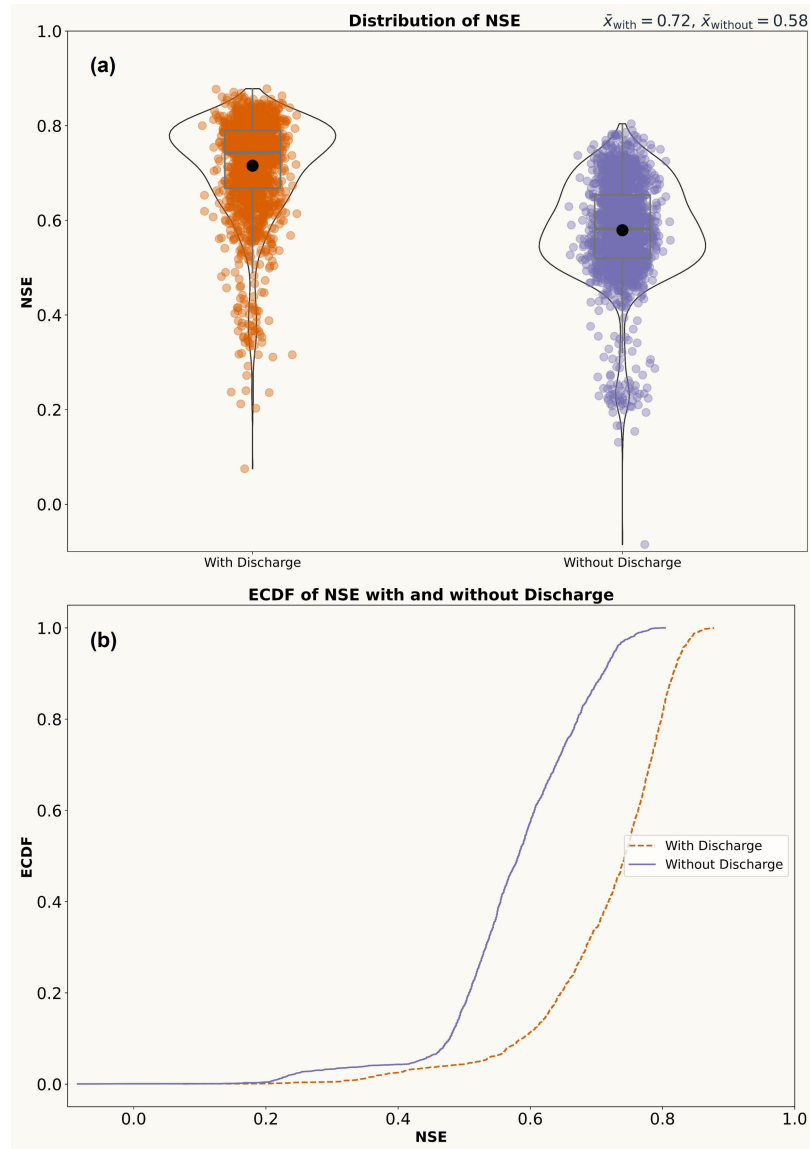 Distribution of NSE
x̄with = 0.72, x̄without = 0.58
1.0
(a)
0.8
0.6
NSE
0.4
0.2
0.0
With Discharge
Without Discharge
ECDF of NSE with and without Discharge
1.0
(b)
0.8
0.6
ECDF
With Discharge
Without Discharge
0.4
0.2
0.0
0.0
0.2
0.4
0.6
0.8
1.0
NSE